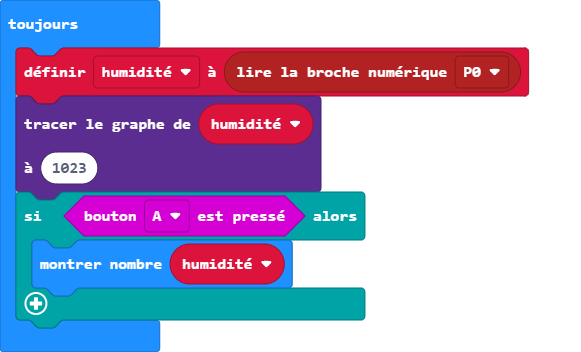 toujours
définir humidité à lire la broche numérique P0
tracer le graphe de humidité
à 1023
si bouton A est pressé alors
montrer nombre humidité